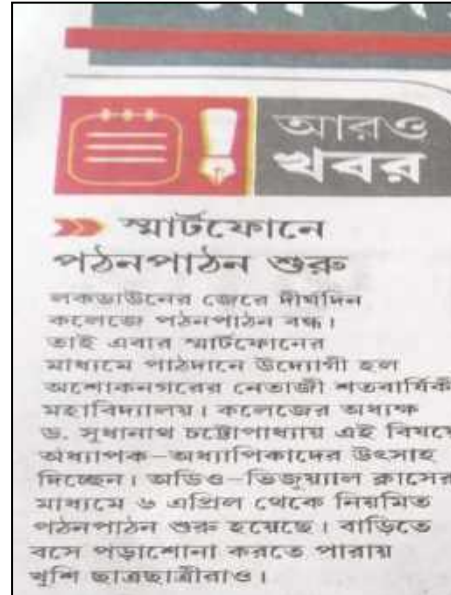 আরও
খবর
স্মার্টফোনে
পঠনপাঠন শুরু
লকডাউনের জেরে দীর্ঘদিন
কলেজে পঠনপাঠন বন্ধ।
তাই এবার স্মার্টফোনের
মাধ্যমে পাঠদানে উদ্যোগী হল
অশোকনগরের নেতাজী শতবার্ষিকী
মহাবিদ্যালয়। কলেজের অধ্যক্ষ
ড. সুধানাথ চট্টোপাধ্যায় এই বিষয়ে
অধ্যাপক–অধ্যাপিকাদের উৎসাহ
দিচ্ছেন। অডিও–ভিজুয়্যাল ক্লাসের
মাধ্যমে ৬ এপ্রিল থেকে নিয়মিত
পঠনপাঠন শুরু হয়েছে। বাড়িতে
বসে পড়াশোনা করতে পারায়
খুশি ছাত্রছাত্রীরাও।